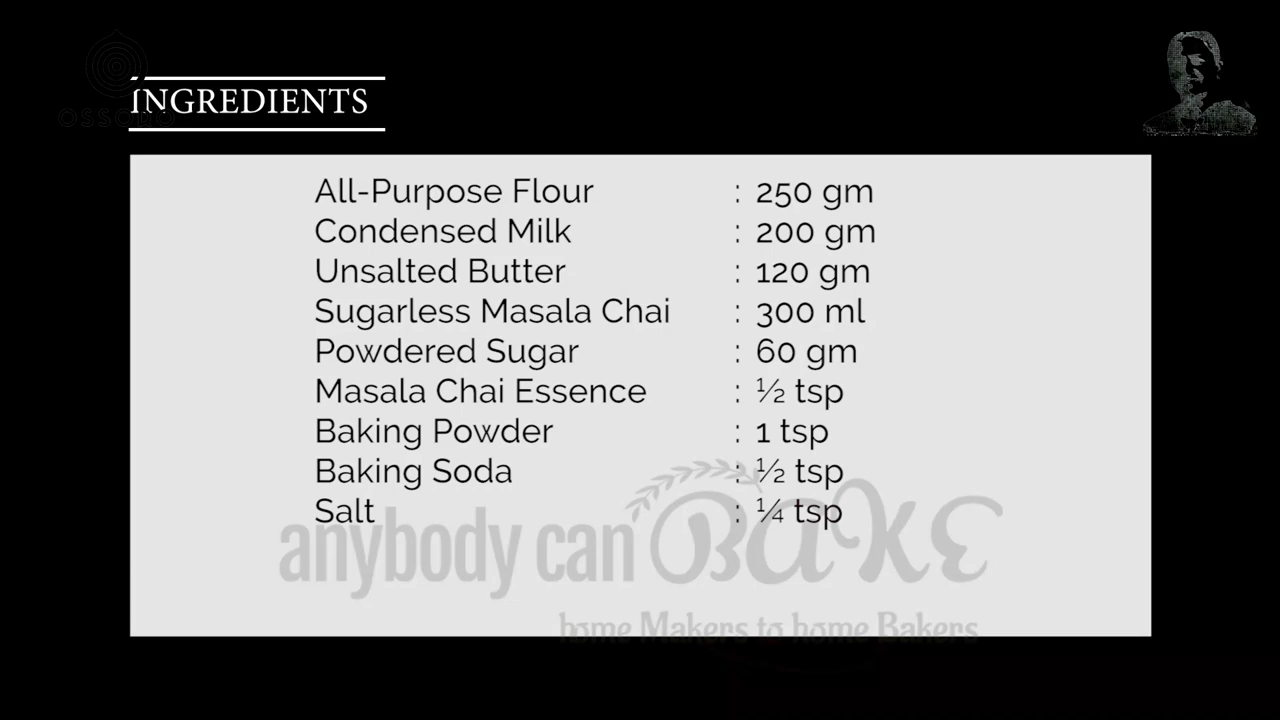 OSSORO
INGREDIENTS
All-Purpose Flour : 250 gm
Condensed Milk : 200 gm
Unsalted Butter : 120 gm
Sugarless Masala Chai : 300 ml
Powdered Sugar : 60 gm
Masala Chai Essence : ½ tsp
Baking Powder : 1 tsp
Baking Soda : ½ tsp
Salt : ¼ tsp
anybody can BAKE
home Makers to home Bakers